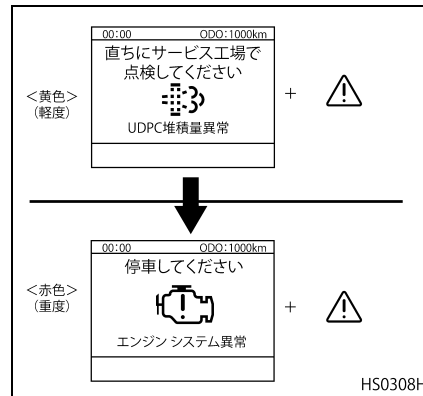 00:00 ODO:1000km
直ちにサービス工場で
点検してください
<黄色>
(軽度)
+
UDPC堆積量異常
00:00 ODO:1000km
停車してください
<赤色>
(重度)
+
エンジン システム異常
HS0308H